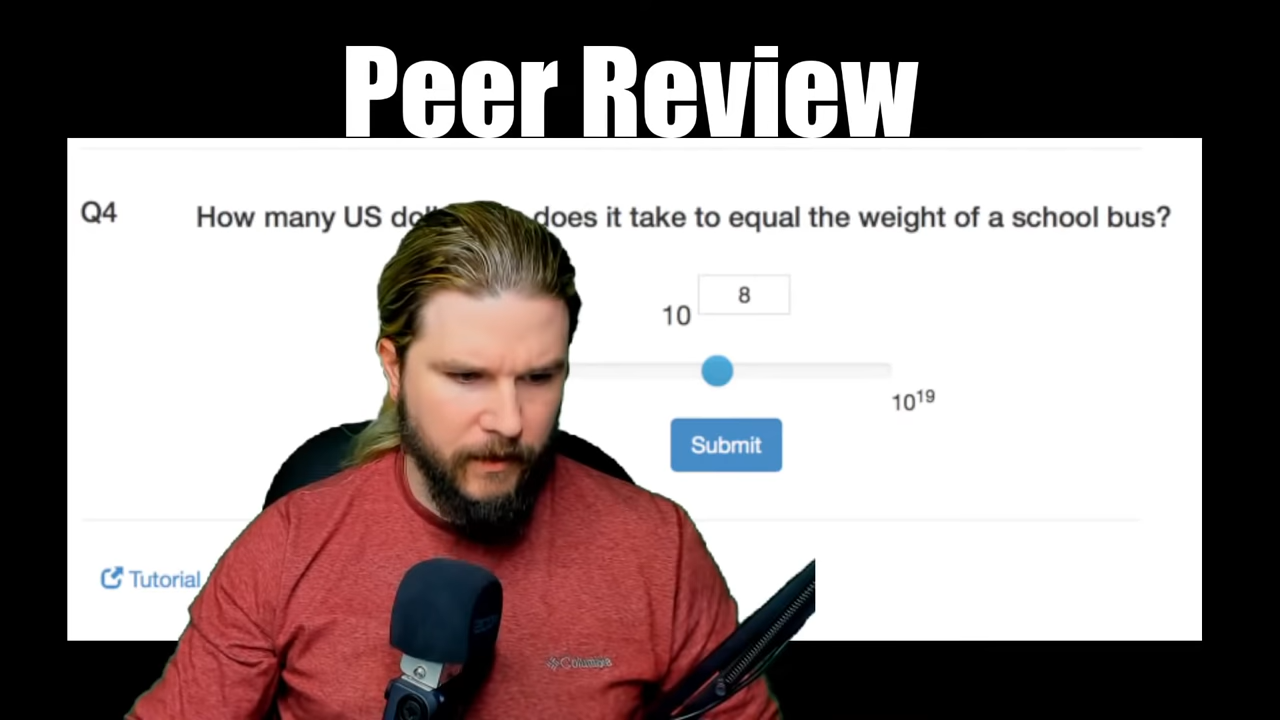 Peer Review
Q4
How many US does it take to equal the weight of a school bus?
8
10
10¹⁹
Submit
Tutorial
Columbia